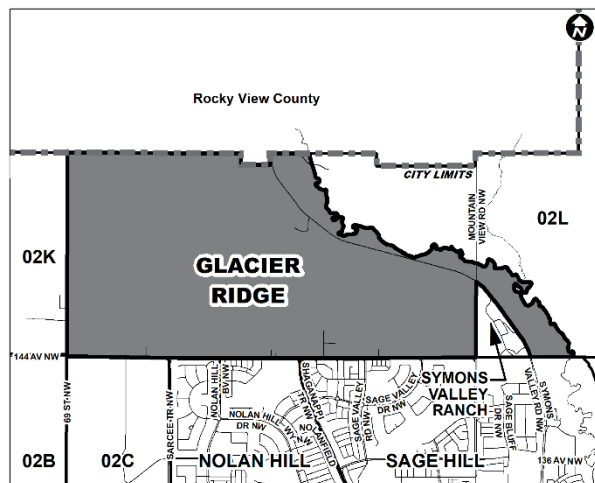 N
Rocky View County
CITY LIMITS
MOUNTAIN
VIEW RD NW
02L
02K
GLACIER
RIDGE
144 AV NW
SYMONS
VALLEY
RANCH
69 ST NW
SARCEE TR NW
NOLAN HILL
BV NW
SHAGANAPPI
TR NW
SAGE VALLEY
RD NW
SAGE VALLEY
DR NW
NOLAN HILL
DR NW
NOLANFIELD
WY NW
SAGE BLUFF
DR NW
SYMONS
VALLEY RD NW
02B
02C
NOLAN HILL
SAGE HILL
136 AV NW